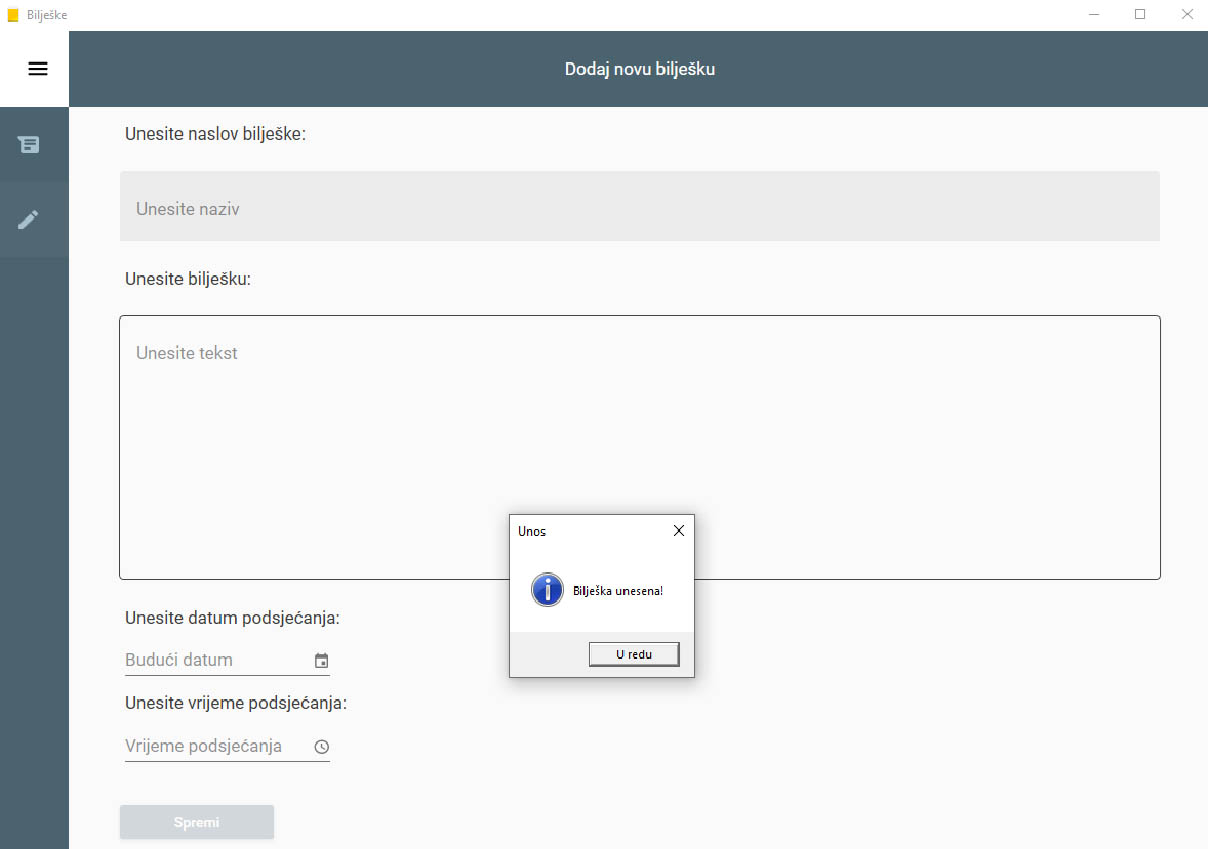 Bilješke
Dodaj novu bilješku
Unesite naslov bilješke:
Unesite naziv
Unesite bilješku:
Unesite tekst
Unos
Bilješka unesena!
U redu
Unesite datum podsjećanja:
Budući datum
Unesite vrijeme podsjećanja:
Vrijeme podsjećanja
Spremi